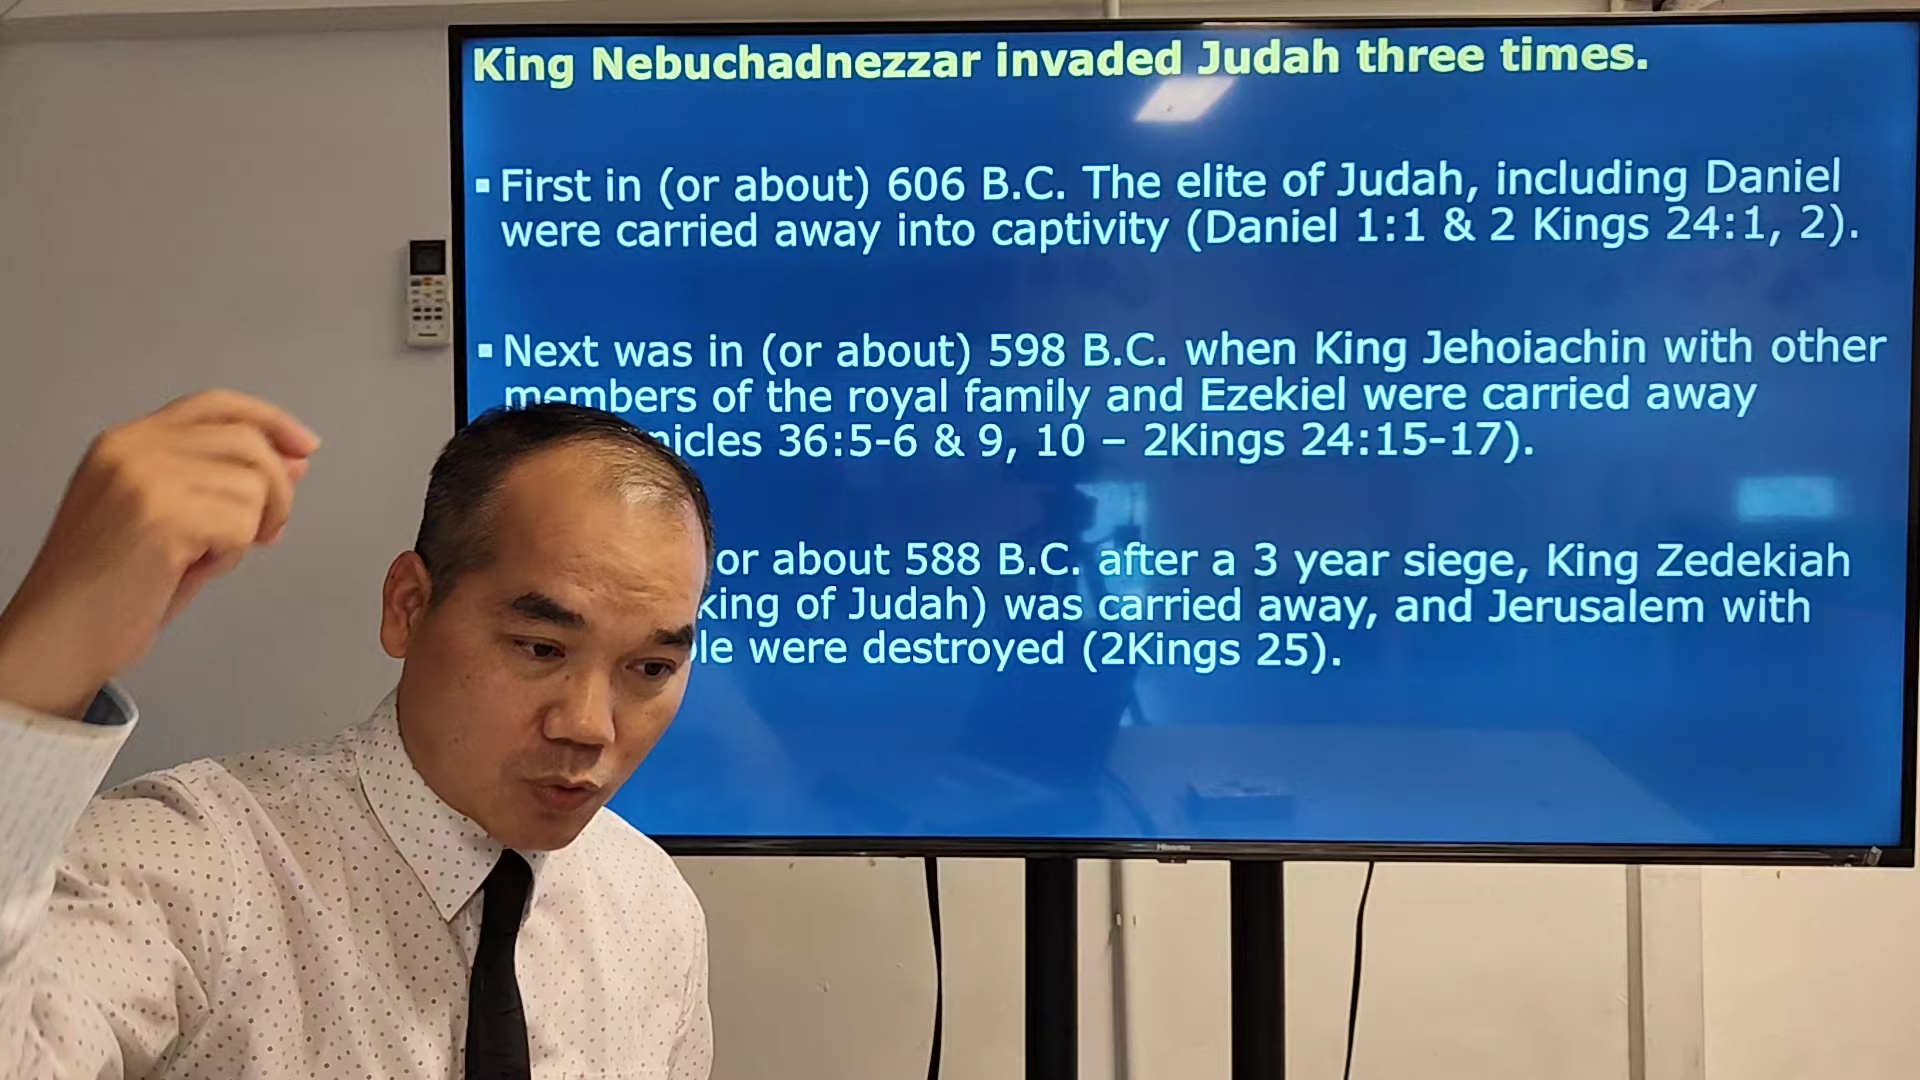 King Nebuchadnezzar invaded Judah three times.
▪ First in (or about) 606 B.C. The elite of Judah, including Daniel
were carried away into captivity (Daniel 1:1 & 2 Kings 24:1, 2).
▪ Next was in (or about) 598 B.C. when King Jehoiachin with other
members of the royal family and Ezekiel were carried away
36:5-6 & 9, 10 – 2Kings 24:15-17).
or about 588 B.C. after a 3 year siege, King Zedekiah
king of Judah) was carried away, and Jerusalem with
were destroyed (2Kings 25).
Hisense